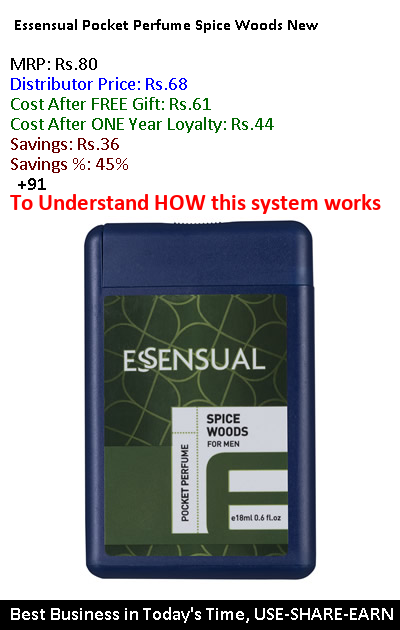 Essensual Pocket Perfume Spice Woods New
MRP: Rs.80
Distributor Price: Rs.68
Cost After FREE Gift: Rs.61
Cost After ONE Year Loyalty: Rs.44
Savings: Rs.36
Savings %: 45%
+91
To Understand HOW this system works
ESSENSUAL
SPICE
WOODS
FOR MEN
POCKET PERFUME
e18ml 0.6 fl.oz
Best Business in Today's Time, USE-SHARE-EARN